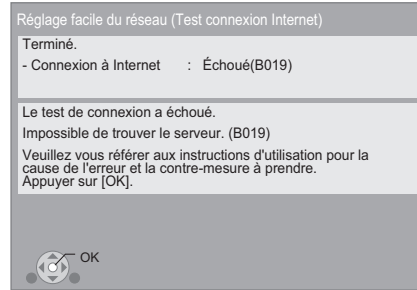 Réglage facile du réseau (Test connexion Internet)
Terminé.
- Connexion à Internet : Échoué(B019)
Le test de connexion a échoué.
Impossible de trouver le serveur. (B019)
Veuillez vous référer aux instructions d'utilisation pour la
cause de l'erreur et la contre-mesure à prendre.
Appuyer sur [OK].
OK